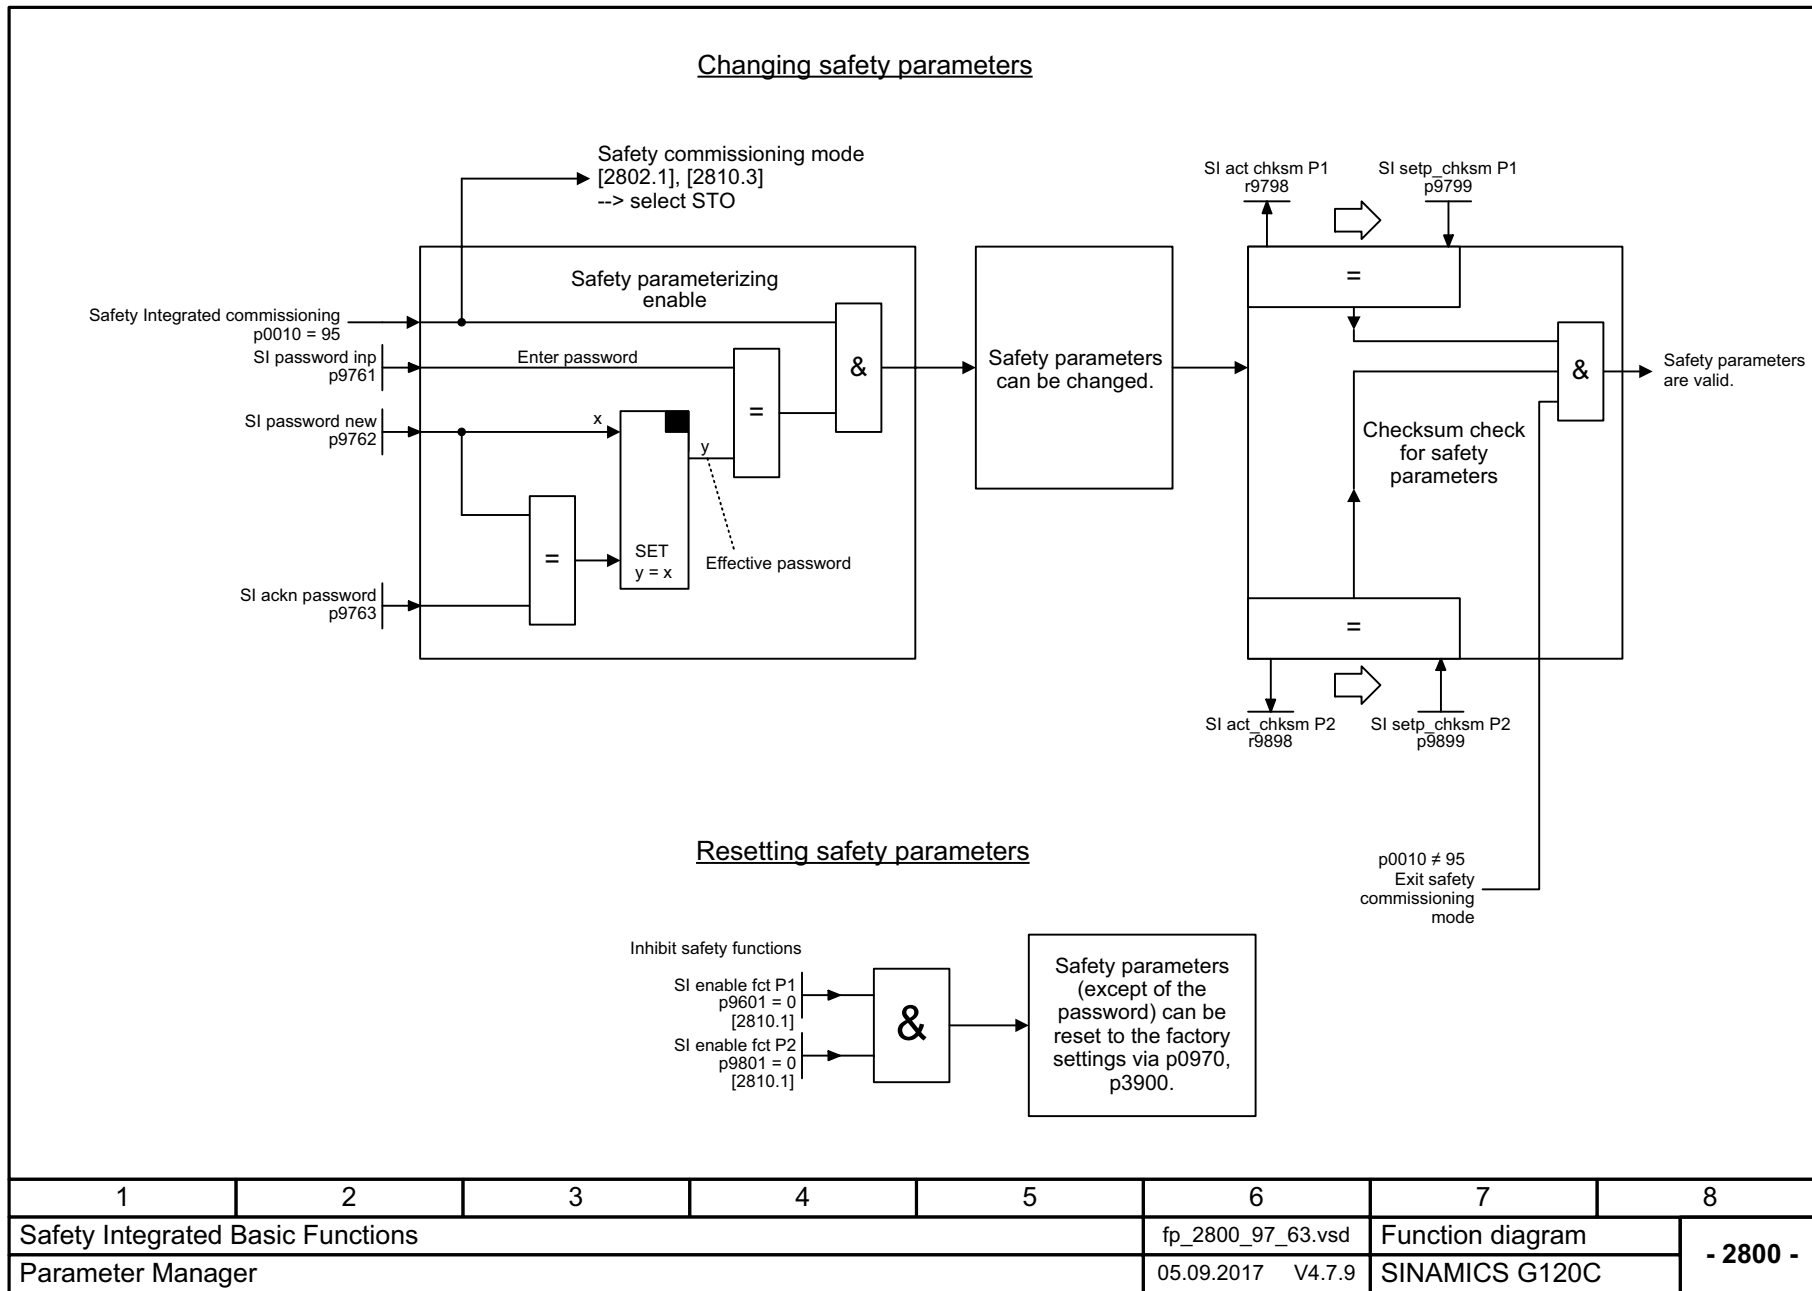 Changing safety parameters
Safety commissioning mode
[2802.1], [2810.3]
--> select STO
SI act chksm P1
r9798
SI setp_chksm P1
p9799
Safety parameterizing
enable
=
Safety Integrated commissioning
p0010 = 95
SI password inp
p9761
Enter password
&
=
Safety parameters
can be changed.
&
Safety parameters
are valid.
SI password new
p9762
x
y
Checksum check
for safety
parameters
=
SET
y = x
Effective password
SI ackn password
p9763
=
SI act_chksm P2
r9898
SI setp_chksm P2
p9899
Resetting safety parameters
p0010 ≠ 95
Exit safety
commissioning
mode
Inhibit safety functions
SI enable fct P1
p9601 = 0
[2810.1]
SI enable fct P2
p9801 = 0
[2810.1]
&
Safety parameters
(except of the
password) can be
reset to the factory
settings via p0970,
p3900.
1 2 3 4 5 6 7 8
Safety Integrated Basic Functions
fp_2800_97_63.vsd
Function diagram
- 2800 -
Parameter Manager
05.09.2017 V4.7.9
SINAMICS G120C